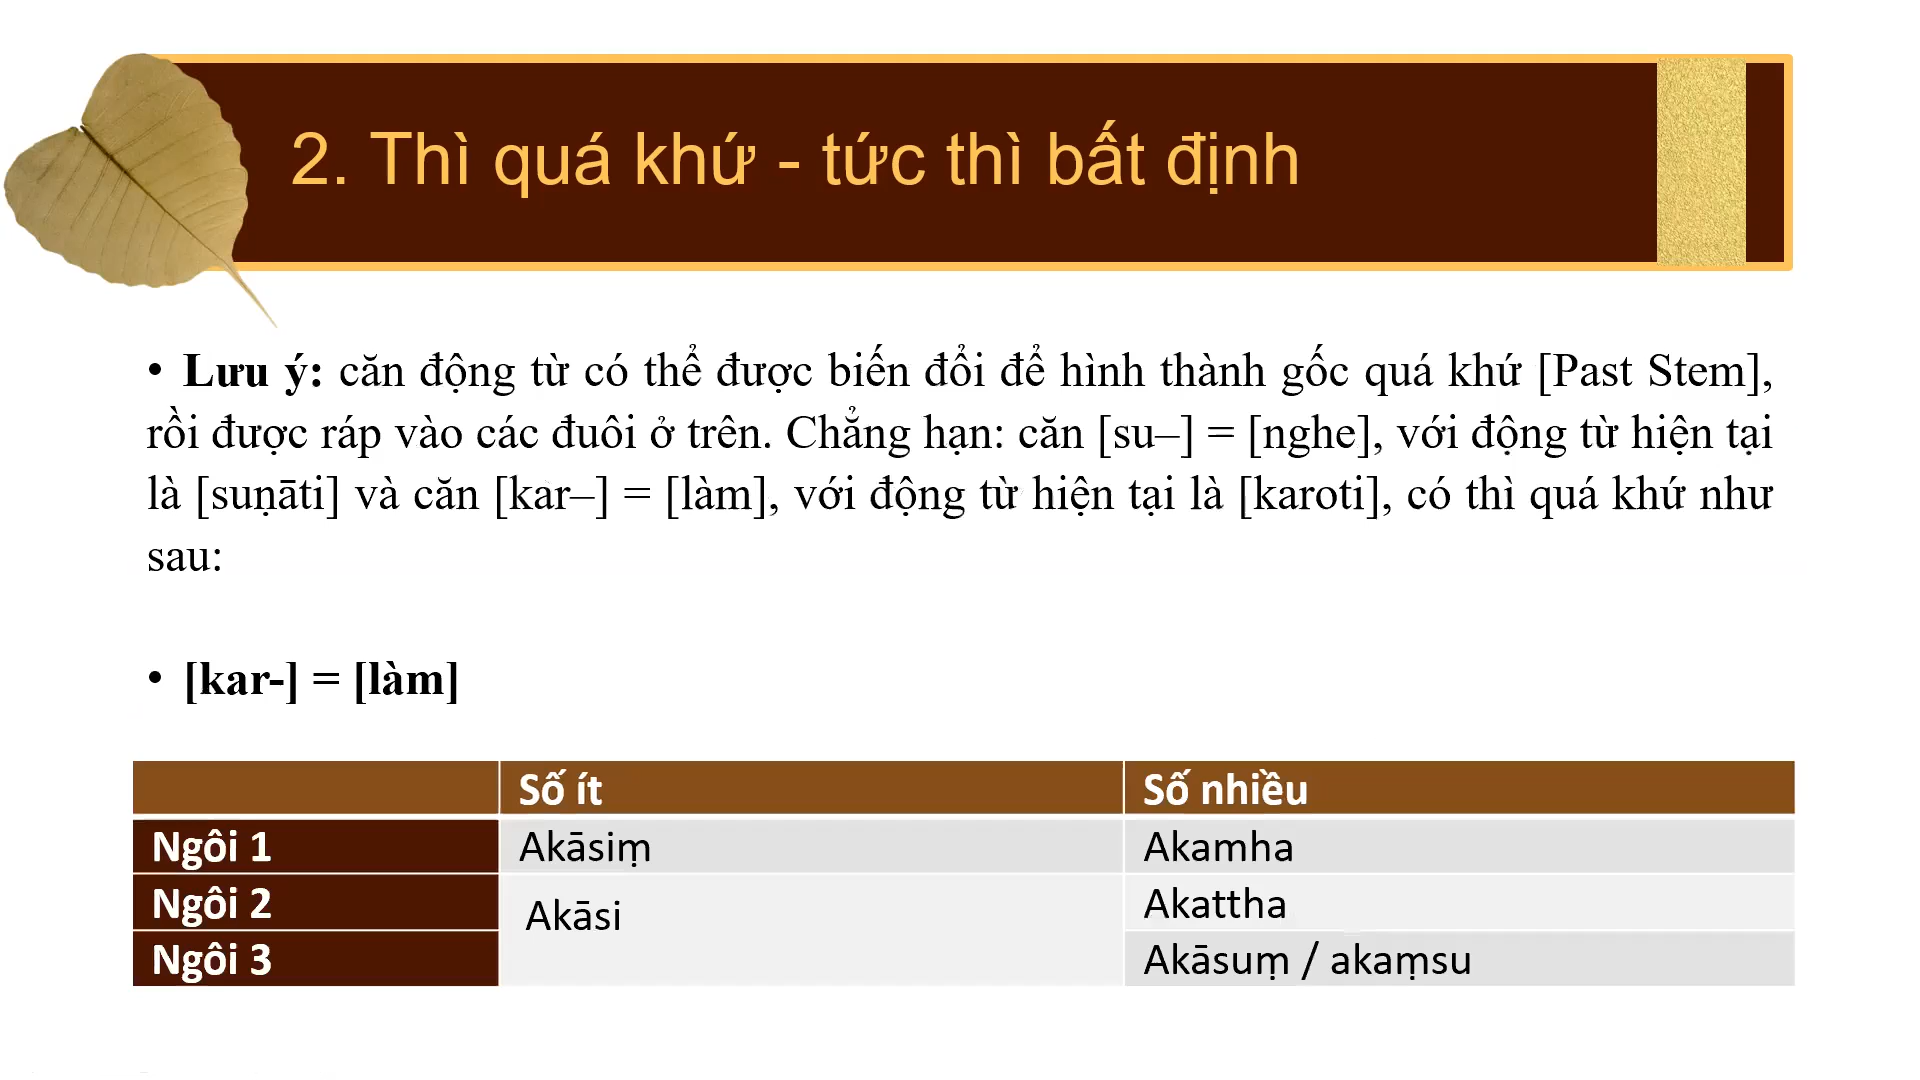 2. Thì quá khứ - tức thì bất định
• Lưu ý: căn động từ có thể được biến đổi để hình thành gốc quá khứ [Past Stem],
rồi được ráp vào các đuôi ở trên. Chẳng hạn: căn [su–] = [nghe], với động từ hiện tại
là [suṇāti] và căn [kar–] = [làm], với động từ hiện tại là [karoti], có thì quá khứ như
sau:
• [kar-] = [làm]
Số ít Số nhiều
Ngôi 1 Akāsiṃ Akamha
Ngôi 2 Akāsi Akattha
Ngôi 3 Akāsuṃ / akaṃsu